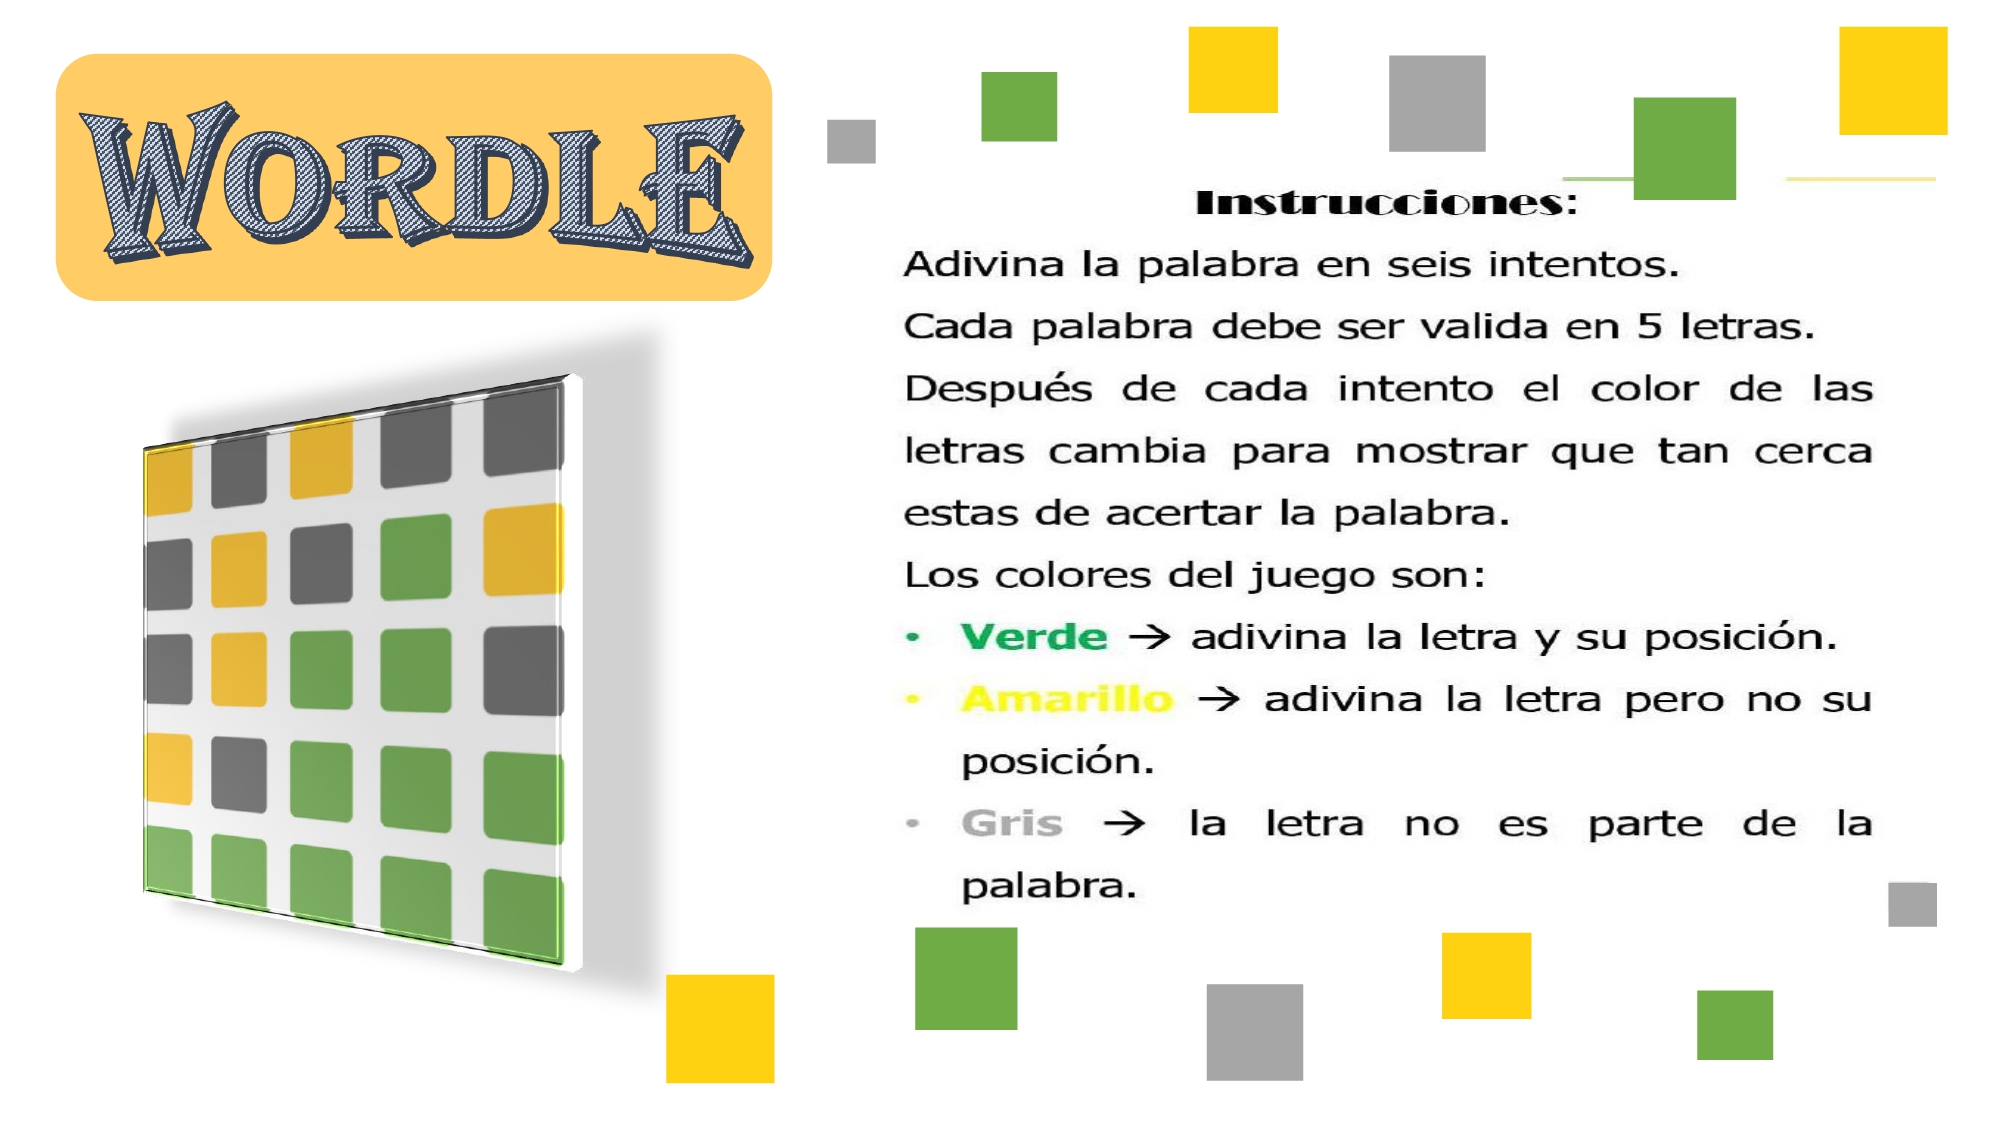 WORDLE
Instrucciones:
Adivina la palabra en seis intentos.
Cada palabra debe ser valida en 5 letras.
Después de cada intento el color de las
letras cambia para mostrar que tan cerca
estas de acertar la palabra.
Los colores del juego son:
• Verde → adivina la letra y su posición.
• Amarillo → adivina la letra pero no su
posición.
• Gris → la letra no es parte de la
palabra.